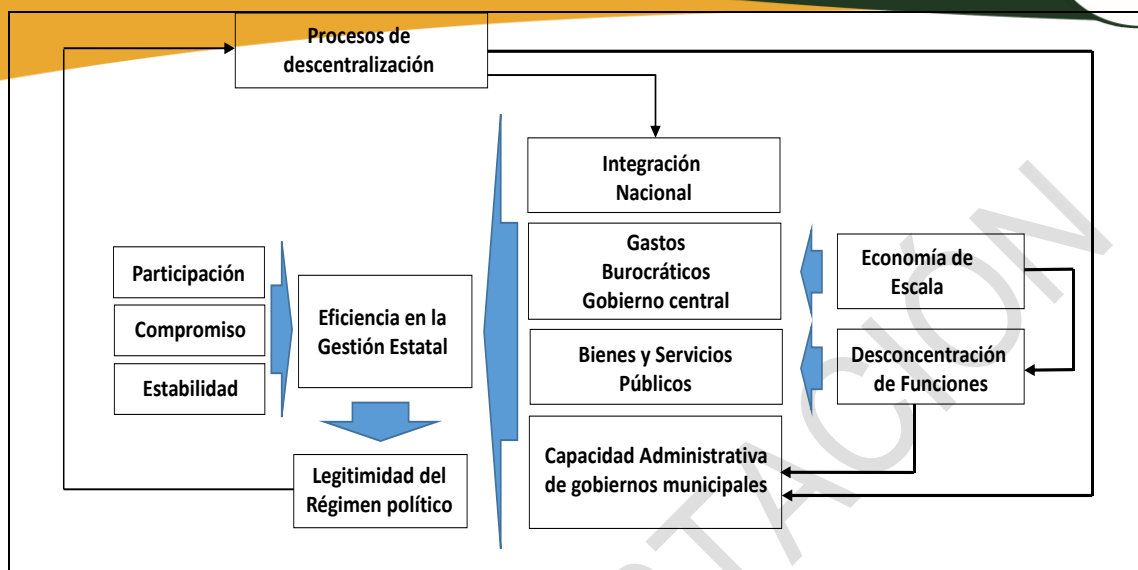 Procesos de
descentralización
Integración
Nacional
Gastos
Burocráticos
Gobierno central
Economía de
Escala
Participación
Compromiso
Estabilidad
Eficiencia en la
Gestión Estatal
Bienes y Servicios
Públicos
Desconcentración
de Funciones
Legitimidad del
Régimen político
Capacidad Administrativa
de gobiernos municipales
TACIÓN